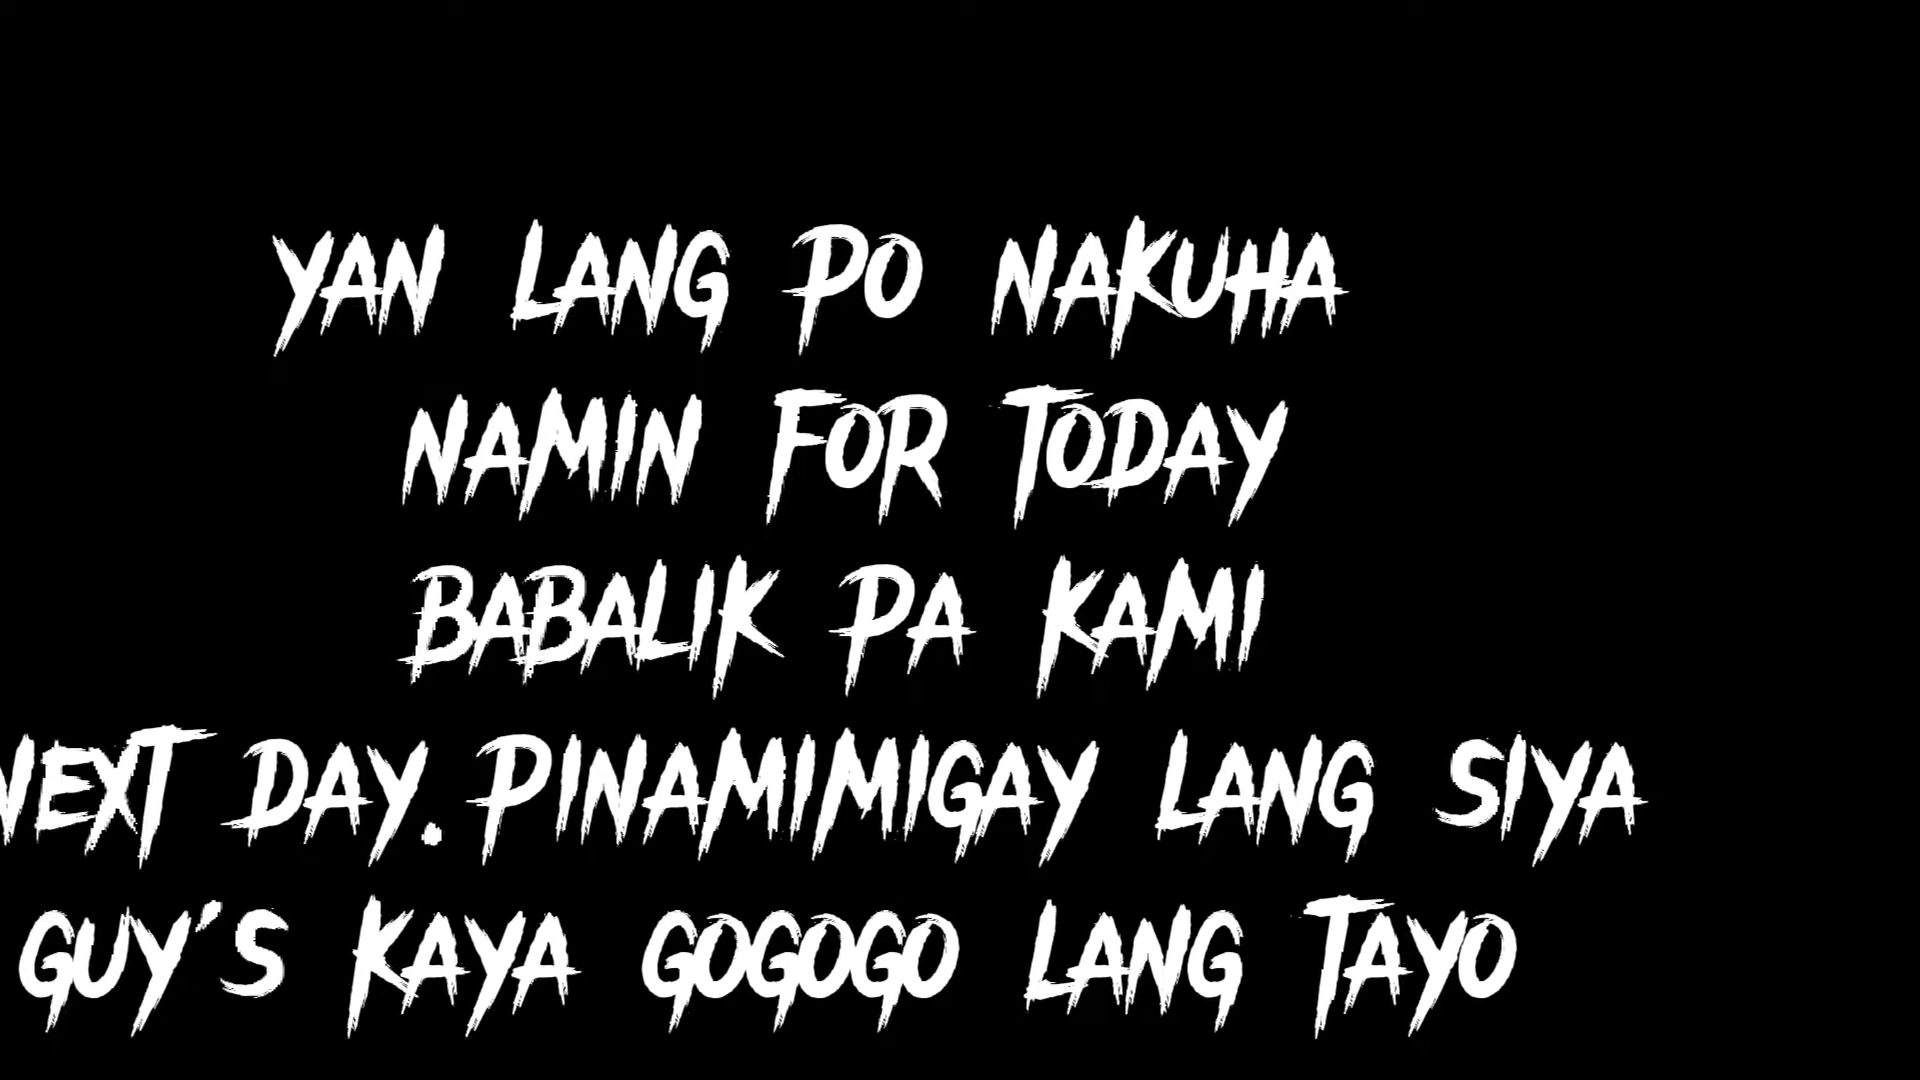 YAN LANG PO NAKUHA
NAMIN FOR TODAY
BABALIK PA KAMI
NEXT DAY. PINAMIMIGAY LANG SIYA
GUY'S KAYA GOGOGO LANG TAYO